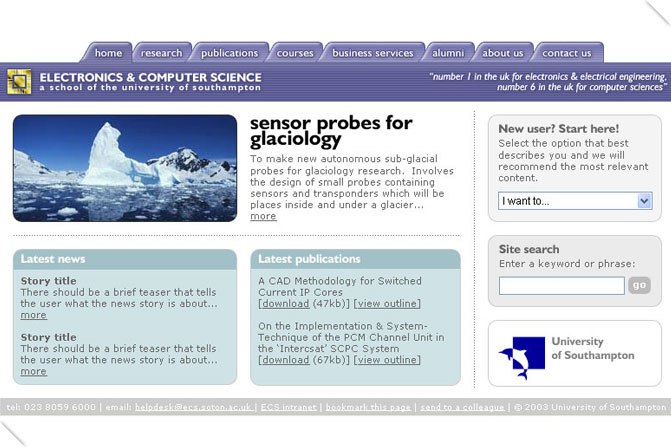 home research publications courses business services alumni about us contact us
ELECTRONICS & COMPUTER SCIENCE
a school of the university of southampton
"number 1 in the uk for electronics & electrical engineering,
number 6 in the uk for computer sciences"
sensor probes for
glaciology
To make new autonomous sub-glacial
probes for glaciology research. Involves
the design of small probes containing
sensors and transponders which will be
places inside and under a glacier...
more
New user? Start here!
Select the option that best
describes you and we will
recommend the most relevant
content.
I want to...
Latest news
Story title
There should be a brief teaser that tells
the user what the news story is about...
more
Story title
There should be a brief teaser that tells
the user what the news story is about...
more
Latest publications
A CAD Methodology for Switched
Current IP Cores
[download (47kb)] [view outline]
On the Implementation & System-
Technique of the PCM Channel Unit in
the 'Intercsat' SCPC System
[download (67kb)] [view outline]
Site search
Enter a keyword or phrase:
go
University
of Southampton
tel: 023 8059 6000 | email: helpdesk@ecs.soton.ac.uk | ECS intranet | bookmark this page | send to a colleague | © 2003 University of Southampton